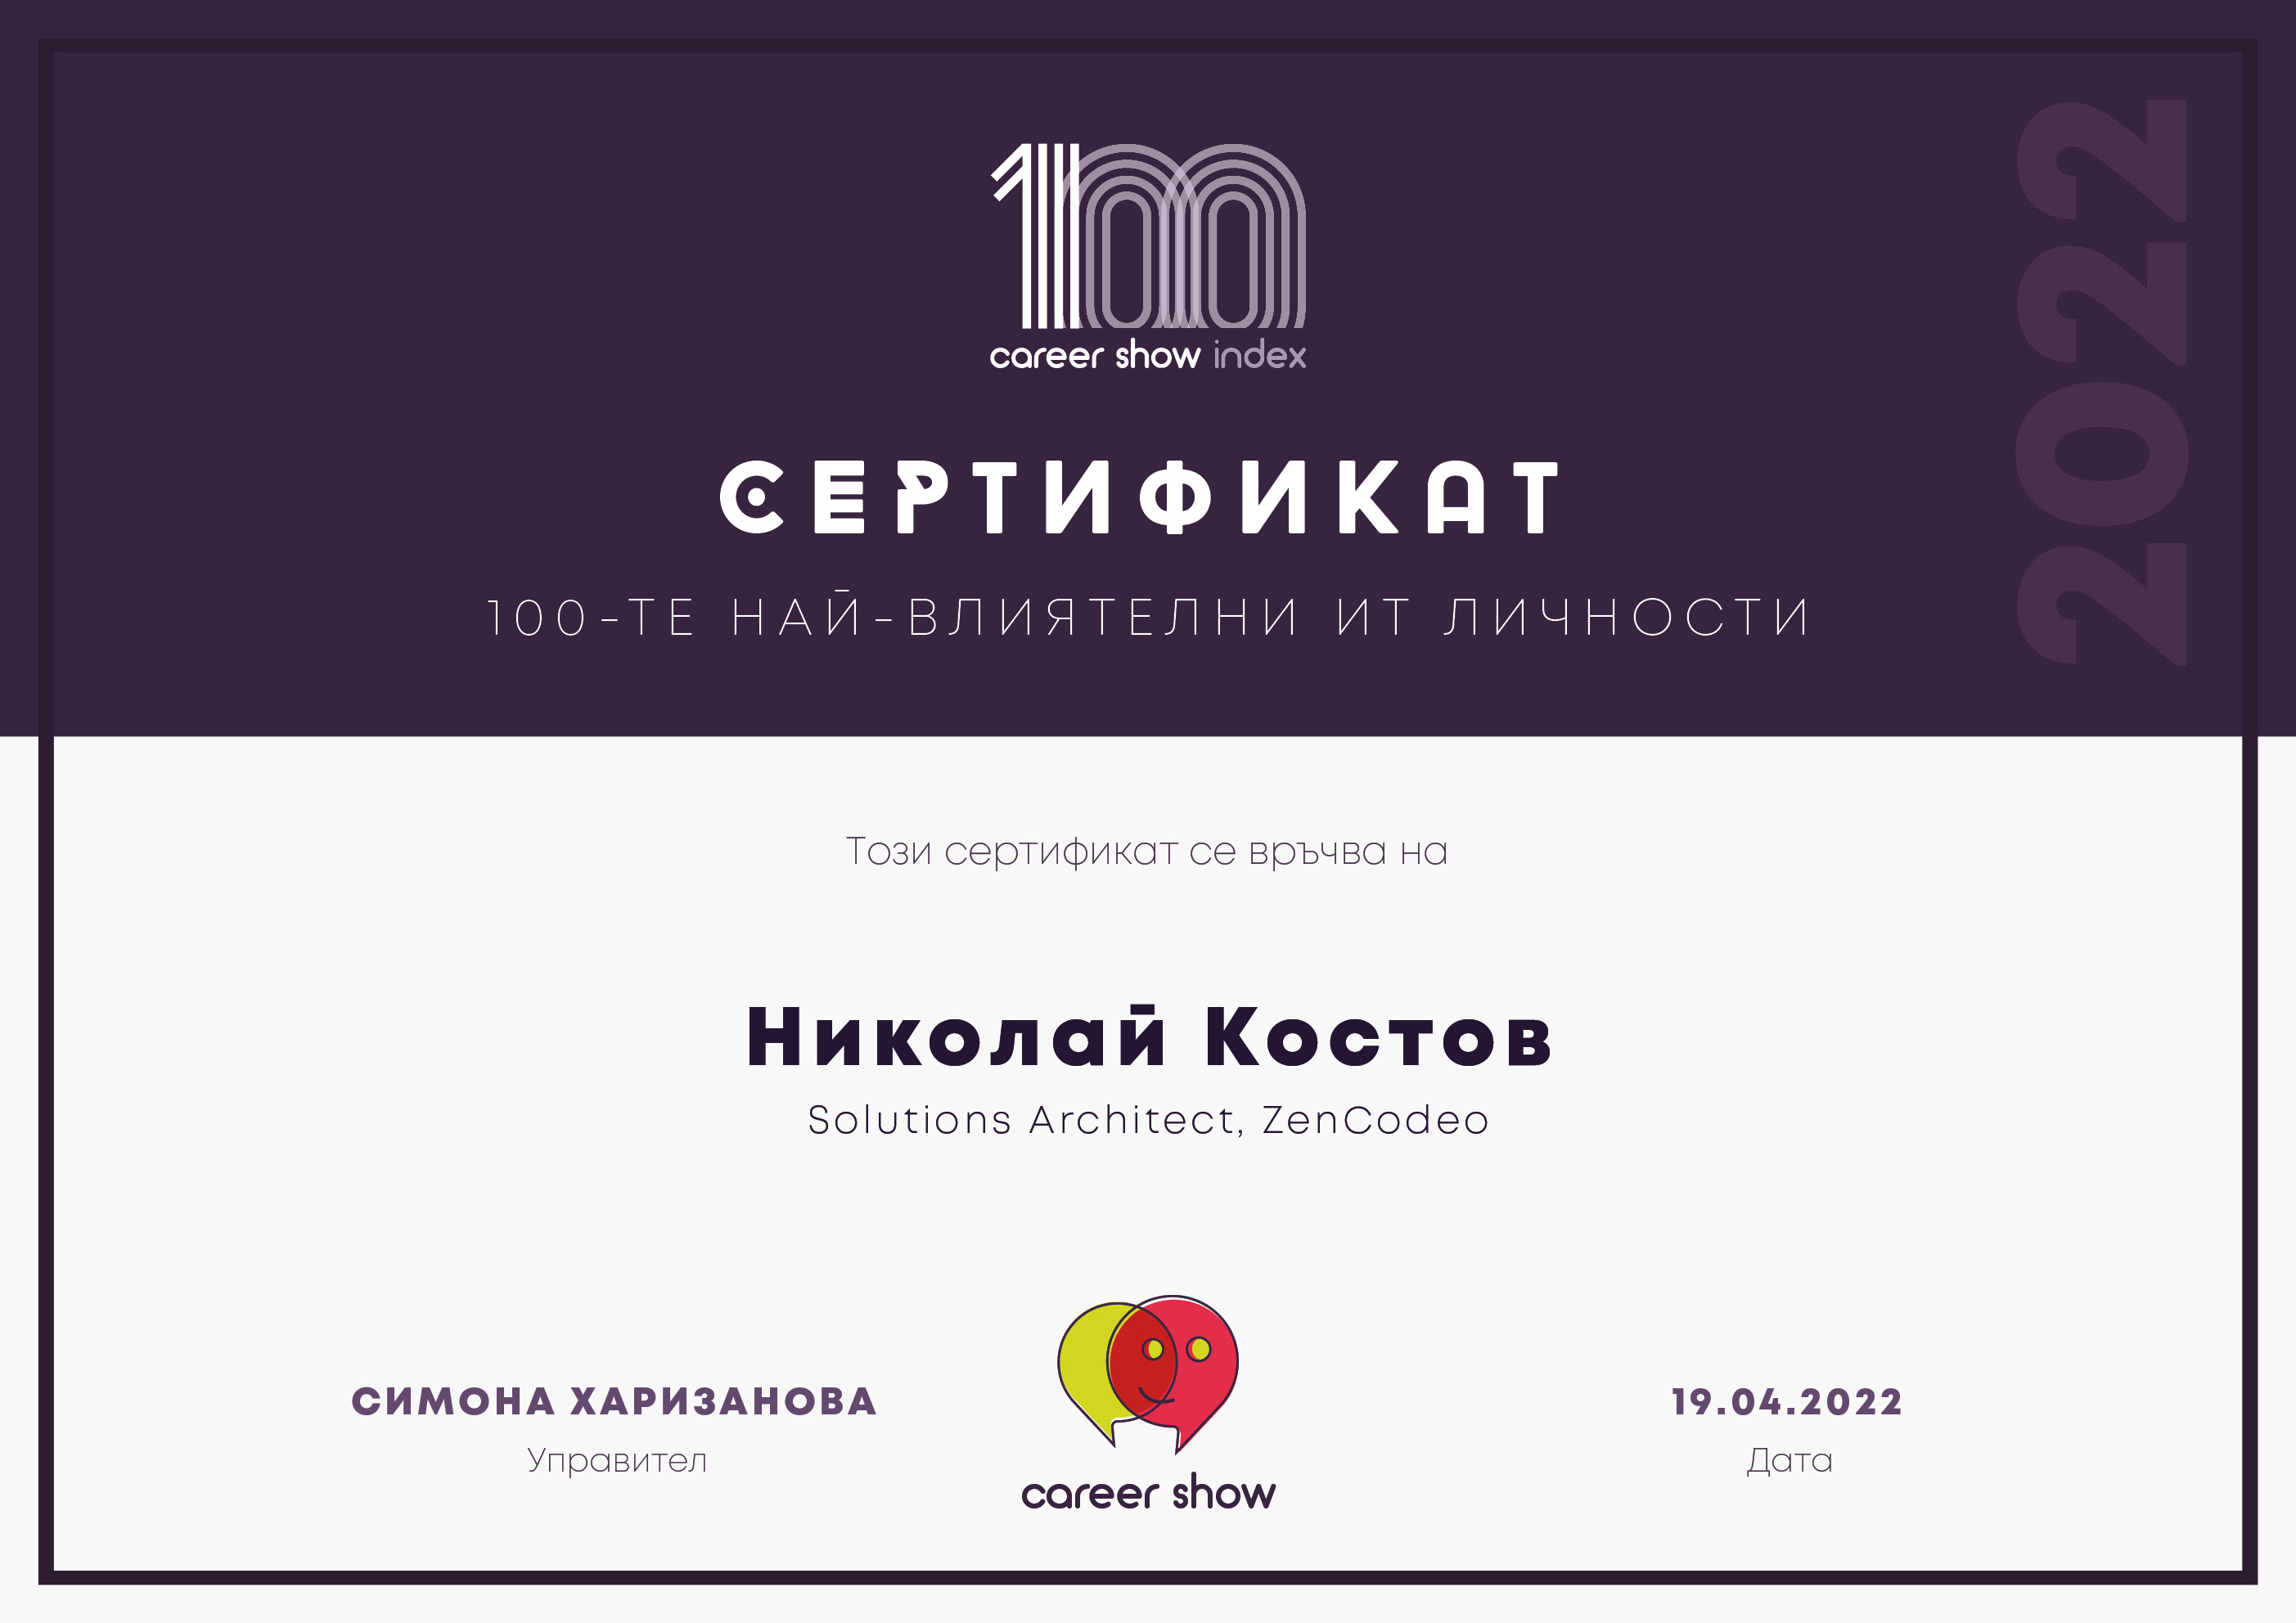 100
career show index
2022
СЕРТИФИКАТ
100-ТЕ НАЙ-ВЛИЯТЕЛНИ ИТ ЛИЧНОСТИ
Този сертификат се връчва на
Николай Костов
Solutions Architect, ZenCodeo
СИМОНА ХАРИЗАНОВА
Управител
career show
19.04.2022
Дата